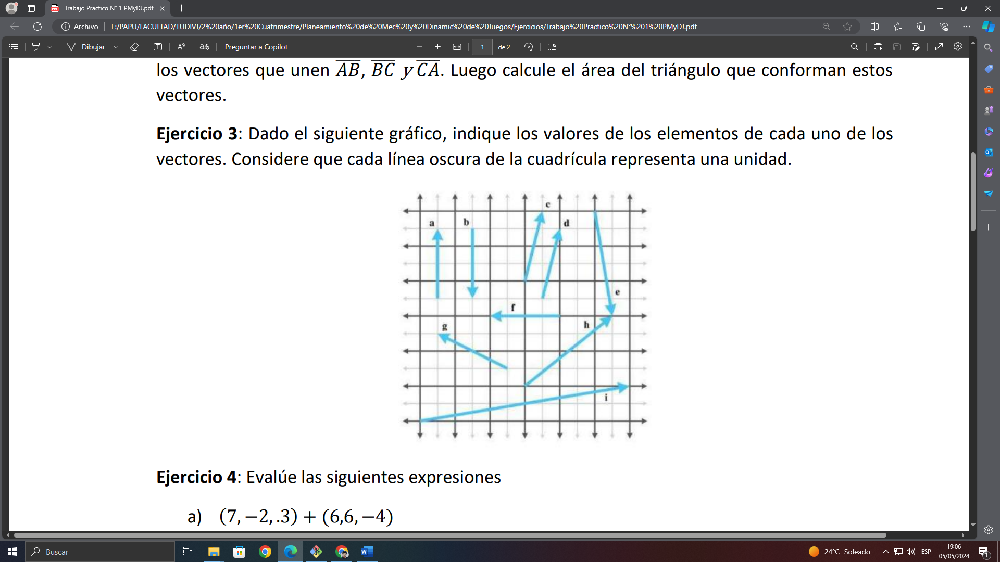 Trabajo Practico N° 1 PMyDJ.pdf
Archivo
F:/PAPU/FACULTAD/TUDIVJ/2%20año/1er%20Cuatrimestre/Planeamiento%20de%20Mec%20y%20Dinamic%20de%20Juegos/Ejercicios/Trabajo%20Practico%20N°%201%20PMyDJ.pdf
Dibujar
Preguntar a Copilot
1
de 2
los vectores que unen AB, BC y CA. Luego calcule el área del triángulo que conforman estos
vectores.
Ejercicio 3: Dado el siguiente gráfico, indique los valores de los elementos de cada uno de los
vectores. Considere que cada línea oscura de la cuadrícula representa una unidad.
c
a
b
d
e
f
h
g
i
Ejercicio 4: Evalúe las siguientes expresiones
a) (7, −2, .3) + (6,6, −4)
Buscar
24°C Soleado
ESP
19:06
05/05/2024
1